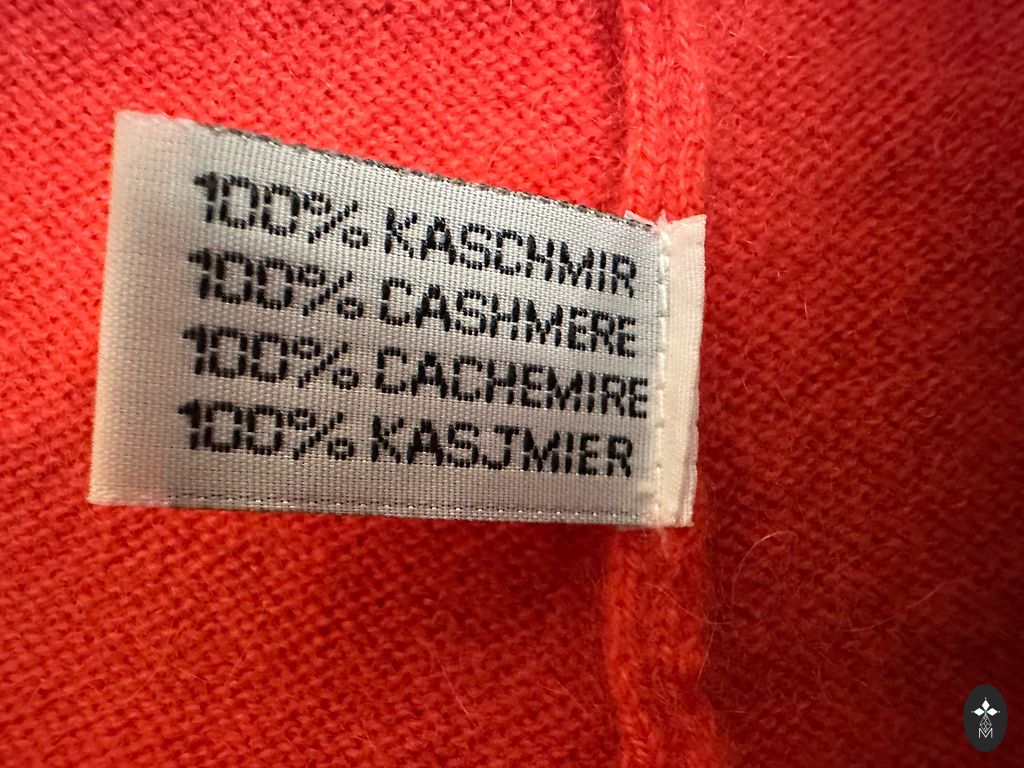 100% KASCHMIR
100% CASHMERE
100% CACHEMIRE
100% KASJMIER
M